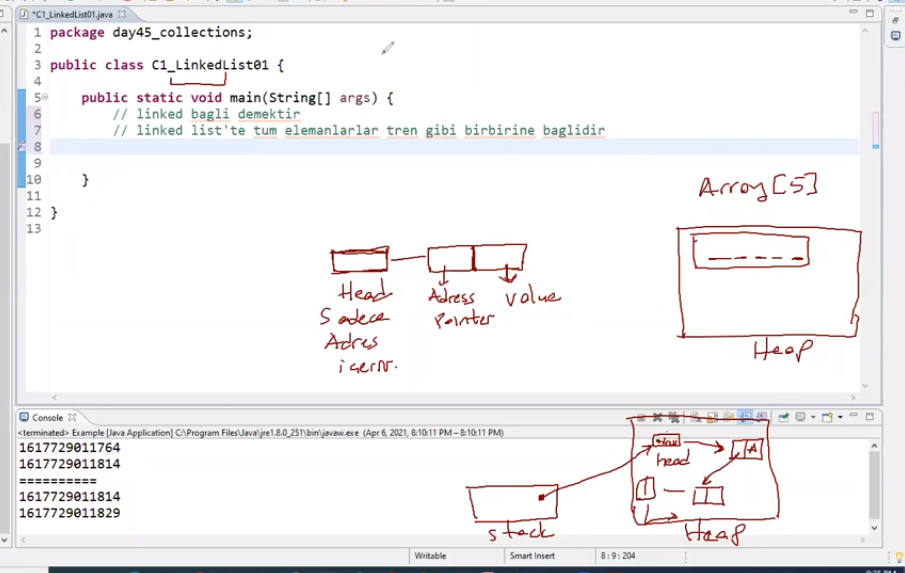 *C1_LinkedList01.java
1 package day45_collections;
2
3 public class C1_LinkedList01 {
4
5 public static void main(String[] args) {
6 // linked bagli demektir
7 // linked list'te tum elemanlarlar tren gibi birbirine baglidir
8
9
10 }
11
12 }
13
Array[5]
Heap
Head
Sadece
Adres
icerir.
Adress
Pointer
Value
Console
<terminated> Example [Java Application] C:\Program Files\Java\jre1.8.0_251\bin\javaw.exe (Apr 6, 2021, 8:10:11 PM – 8:10:11 PM)
1617729011764
1617729011814
==========
1617729011814
1617729011829
head
A
stack
Heap
Writable
Smart Insert
8 : 9 : 204